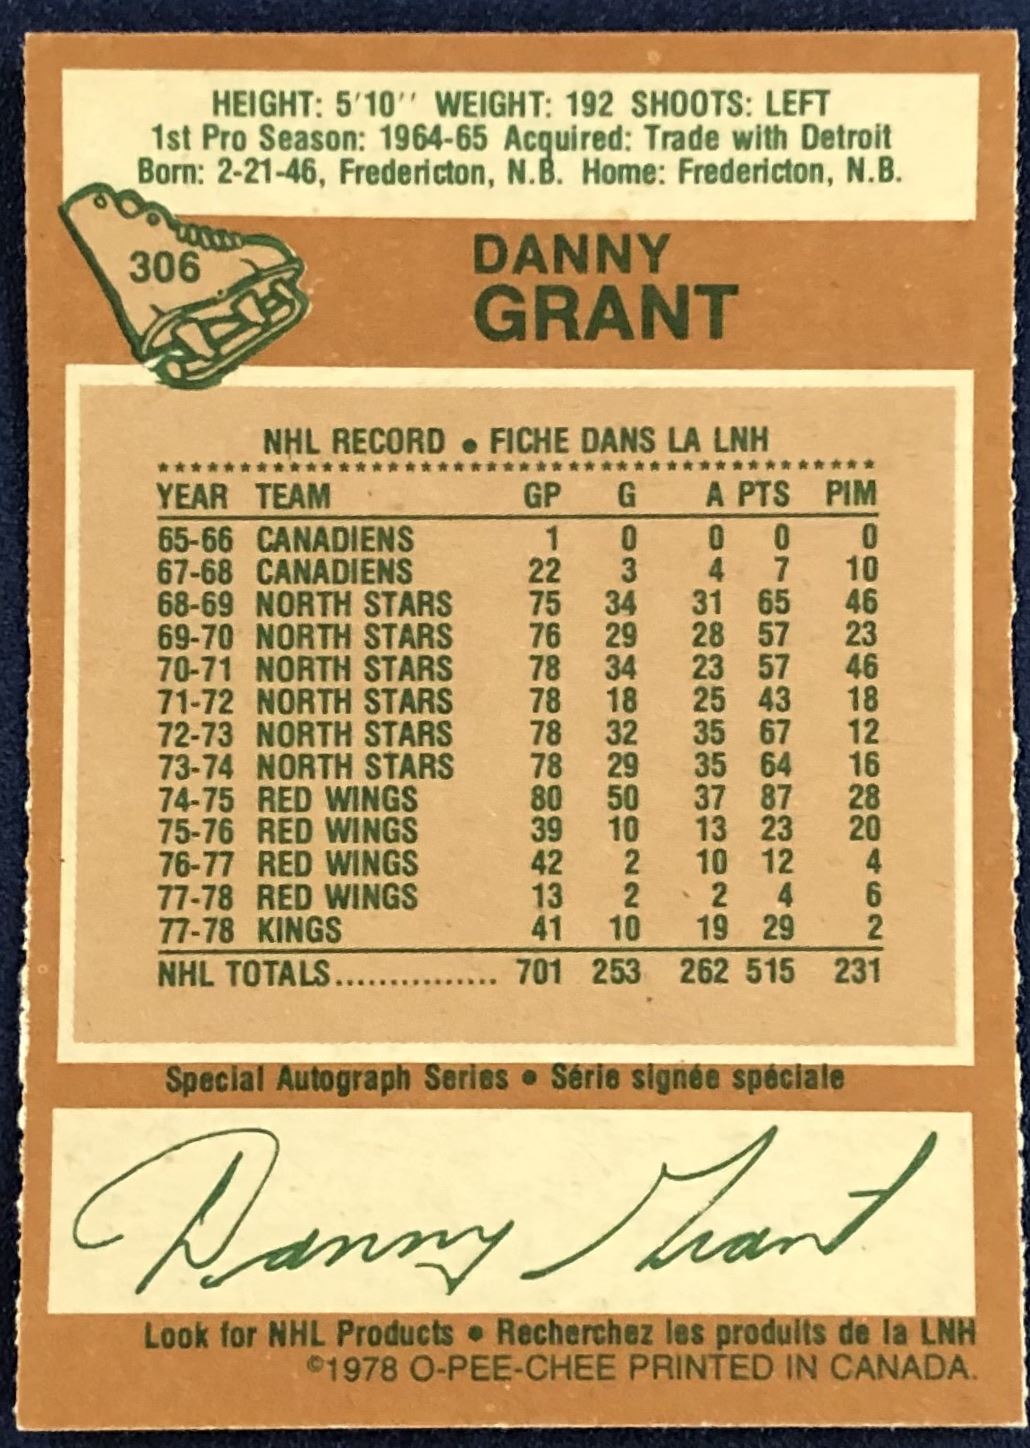 HEIGHT: 5'10'' WEIGHT: 192 SHOOTS: LEFT
1st Pro Season: 1964-65 Acquired: Trade with Detroit
Born: 2-21-46, Fredericton, N.B. Home: Fredericton, N.B.
306
DANNY
GRANT
NHL RECORD • FICHE DANS LA LNH
YEAR TEAM GP G A PTS PIM
65-66 CANADIENS 1 0 0 0 0
67-68 CANADIENS 22 3 4 7 10
68-69 NORTH STARS 75 34 31 65 46
69-70 NORTH STARS 76 29 28 57 23
70-71 NORTH STARS 78 34 23 57 46
71-72 NORTH STARS 78 18 25 43 18
72-73 NORTH STARS 78 32 35 67 12
73-74 NORTH STARS 78 29 35 64 16
74-75 RED WINGS 80 50 37 87 28
75-76 RED WINGS 39 10 13 23 20
76-77 RED WINGS 42 2 10 12 4
77-78 RED WINGS 13 2 2 4 6
77-78 KINGS 41 10 19 29 2
NHL TOTALS............... 701 253 262 515 231
Special Autograph Series • Série signée spéciale
Danny Grant
Look for NHL Products • Recherchez les produits de la LNH
©1978 O-PEE-CHEE PRINTED IN CANADA.